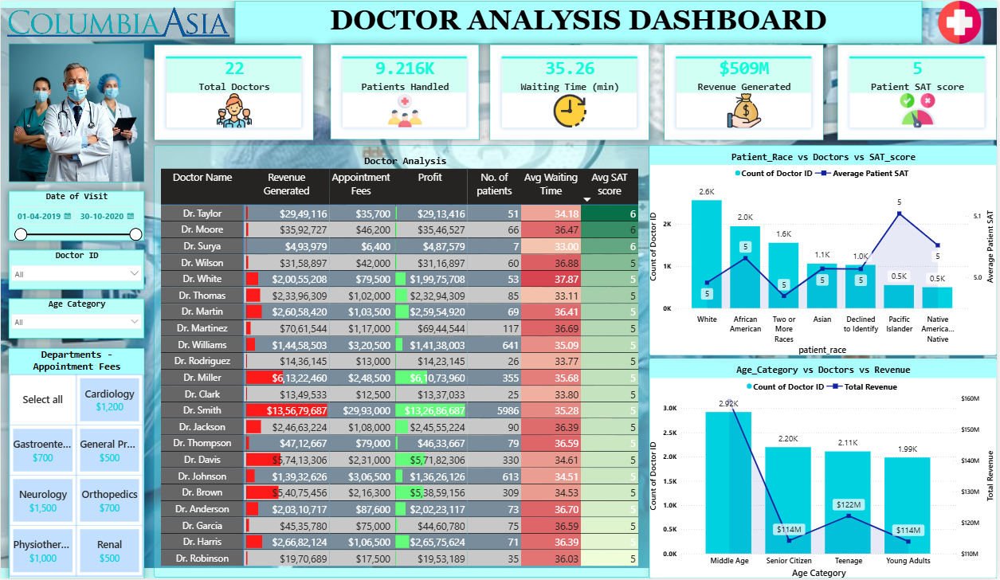 COLUMBIAASIA
DOCTOR ANALYSIS DASHBOARD
22
Total Doctors
9.216K
Patients Handled
35.26
Waiting Time (min)
$509M
Revenue Generated
5
Patient SAT score
Date of Visit
01-04-2019 30-10-2020
Doctor ID
All
Age Category
All
Departments -
Appointment Fees
Select all
Cardiology
$1,200
Gastroente...
$700
General Pr...
$500
Neurology
$1,500
Orthopedics
$700
Physiother...
$1,000
Renal
$500
Doctor Analysis
Doctor Name Revenue Generated Appointment Fees Profit No. of patients Avg Waiting Time Avg SAT score
Dr. Taylor $29,49,116 $35,700 $29,13,416 51 34.18 6
Dr. Moore $35,92,727 $46,200 $35,46,527 66 36.47 6
Dr. Surya $4,93,979 $6,400 $4,87,579 7 33.00 6
Dr. Wilson $31,58,897 $42,000 $31,16,897 60 36.88 5
Dr. White $2,00,55,208 $79,500 $1,99,75,708 53 37.87 5
Dr. Thomas $2,33,96,309 $1,02,000 $2,32,94,309 85 33.11 5
Dr. Martin $2,60,58,420 $1,03,500 $2,59,54,920 69 36.41 5
Dr. Martinez $70,61,544 $1,17,000 $69,44,544 117 36.69 5
Dr. Williams $1,44,58,503 $3,20,500 $1,41,38,003 641 35.09 5
Dr. Rodriguez $14,36,145 $13,000 $14,23,145 26 33.77 5
Dr. Miller $6,13,22,460 $2,48,500 $6,10,73,960 355 35.68 5
Dr. Clark $13,49,533 $12,500 $13,37,033 25 33.80 5
Dr. Smith $13,56,79,687 $29,93,000 $13,26,86,687 5986 35.28 5
Dr. Jackson $2,46,63,224 $1,08,000 $2,45,55,224 90 36.39 5
Dr. Thompson $47,12,667 $79,000 $46,33,667 79 36.59 5
Dr. Davis $5,74,13,306 $2,31,000 $5,71,82,306 330 34.61 5
Dr. Johnson $1,39,32,626 $3,06,500 $1,36,26,126 613 34.51 5
Dr. Brown $5,40,75,456 $2,16,300 $5,38,59,156 309 34.53 5
Dr. Anderson $2,03,10,717 $87,600 $2,02,23,117 73 36.70 5
Dr. Garcia $45,35,780 $75,000 $44,60,780 75 36.59 5
Dr. Harris $2,66,82,124 $1,06,500 $2,65,75,624 71 36.39 5
Dr. Robinson $19,70,689 $17,500 $19,53,189 35 36.03 5
Patient_Race vs Doctors vs SAT_score
Count of Doctor ID Average Patient SAT
Count of Doctor ID
2K
1K
0K
2.6K
2.0K
1.6K
1.1K
1.0K
0.5K
0.5K
5
5
5
5
5
5
5
5.1
5.0
Average Patient SAT
White
African American
Two or More Races
Asian
Declined to Identify
Pacific Islander
Native America... Native
patient_race
Age_Category vs Doctors vs Revenue
Count of Doctor ID Total Revenue
Count of Doctor ID
3.0K
2.5K
2.0K
1.5K
1.0K
0.5K
0.0K
2.92K
2.20K
2.11K
1.99K
$114M
$122M
$114M
$160M
$150M
$140M
$130M
$120M
$110M
Total Revenue
Middle Age
Senior Citizen
Teenage
Young Adults
Age Category